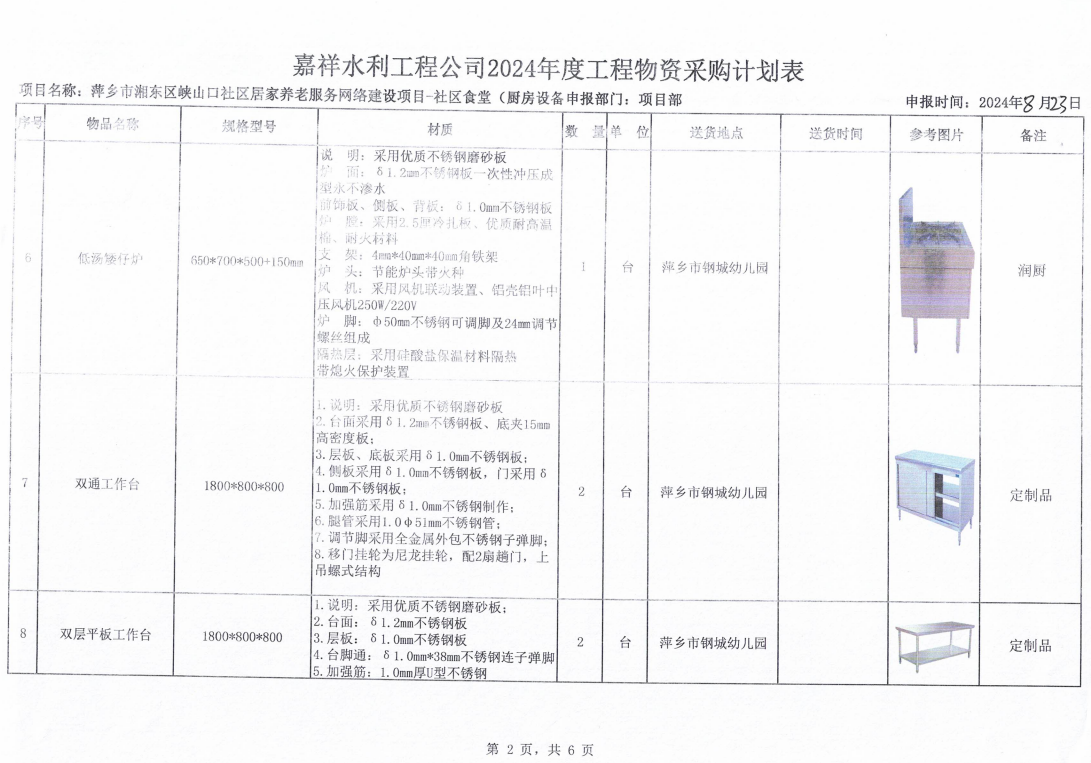 嘉祥水利工程公司2024年度工程物资采购计划表
项目名称：萍乡市湘东区峡山口社区居家养老服务网络建设项目-社区食堂（厨房设备申报部门：项目部
申报时间：2024年8月23日
序号 物品名称 规格型号 材质 数 量 单 位 送货地点 送货时间 参考图片 备注
6 低汤矮仔炉 650*700*500+150mm
说 明：采用优质不锈钢磨砂板
炉 面：δ1.2mm不锈钢板一次性冲压成
型永不渗水
前饰板、侧板、背板：δ1.0mm不锈钢板
炉 膛：采用2.5厚冷扎板、优质耐高温
棉、耐火材料
支 架：4mm*40mm*40mm角铁架
炉 头：节能炉头带火种
风 机：采用风机联动装置、铝壳铝叶中
压风机250W/220V
炉 脚：φ50mm不锈钢可调脚及24mm调节
螺丝组成
隔热层：采用硅酸盐保温材料隔热
带熄火保护装置
1 台 萍乡市钢城幼儿园 润厨
7 双通工作台 1800*800*800
1.说明：采用优质不锈钢磨砂板
2.台面采用δ1.2mm不锈钢板、底夹15mm
高密度板；
3.层板、底板采用δ1.0mm不锈钢板；
4.侧板采用δ1.0mm不锈钢板，门采用δ
1.0mm不锈钢板；
5.加强筋采用δ1.0mm不锈钢制作；
6.腿管采用1.0φ51mm不锈钢管；
7.调节脚采用全金属外包不锈钢子弹脚；
8.移门挂轮为尼龙挂轮，配2扇趟门，上
吊螺式结构
2 台 萍乡市钢城幼儿园 定制品
8 双层平板工作台 1800*800*800
1.说明：采用优质不锈钢磨砂板；
2.台面：δ1.2mm不锈钢板
3.层板：δ1.0mm不锈钢板
4.台脚通：δ1.0mm*38mm不锈钢连子弹脚
5.加强筋：1.0mm厚U型不锈钢
2 台 萍乡市钢城幼儿园 定制品
第 2 页，共 6 页